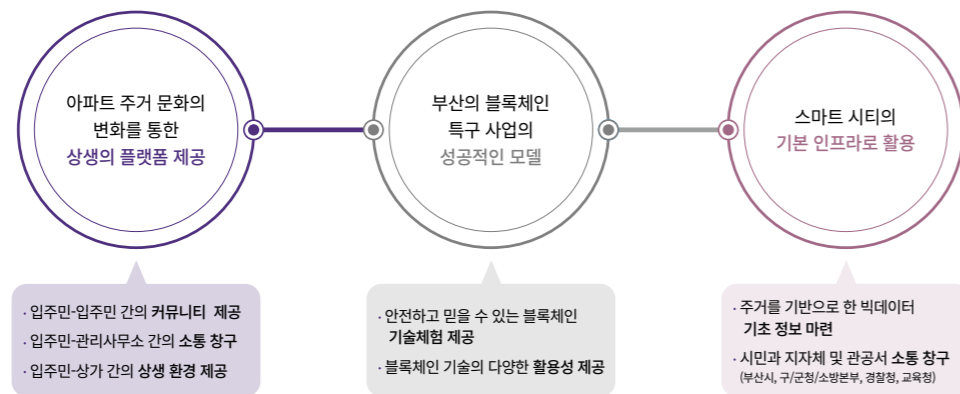 아파트 주거 문화의
변화를 통한
상생의 플랫폼 제공
부산의 블록체인
특구 사업의
성공적인 모델
스마트 시티의
기본 인프라로 활용
· 입주민-입주민 간의 커뮤니티 제공
· 입주민-관리사무소 간의 소통 창구
· 입주민-상가 간의 상생 환경 제공
· 안전하고 믿을 수 있는 블록체인
기술체험 제공
· 블록체인 기술의 다양한 활용성 제공
· 주거를 기반으로 한 빅데이터
기초 정보 마련
· 시민과 지자체 및 관공서 소통 창구
(부산시, 구/군청/소방본부, 경찰청, 교육청)